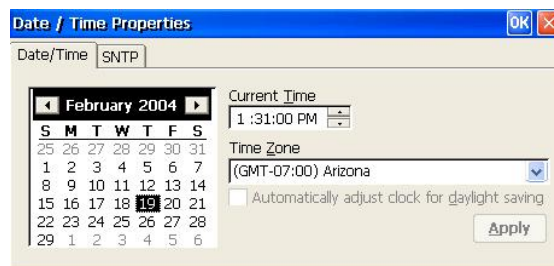 Date / Time Properties OK
Date/Time SNTP
February 2004
S M T W T F S
25 26 27 28 29 30 31
1 2 3 4 5 6 7
8 9 10 11 12 13 14
15 16 17 18 19 20 21
22 23 24 25 26 27 28
29 1 2 3 4 5 6
Current Time
1 :31:00 PM
Time Zone
(GMT-07:00) Arizona
Automatically adjust clock for daylight saving
Apply